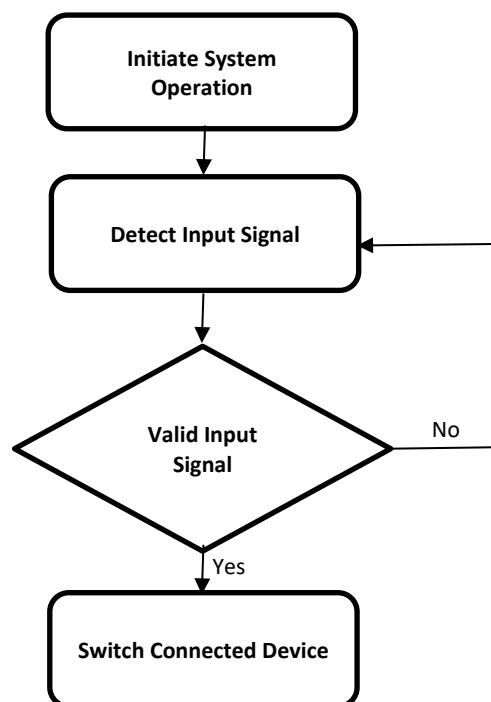 Initiate System
Operation
Detect Input Signal
Valid Input
Signal
No
Yes
Switch Connected Device